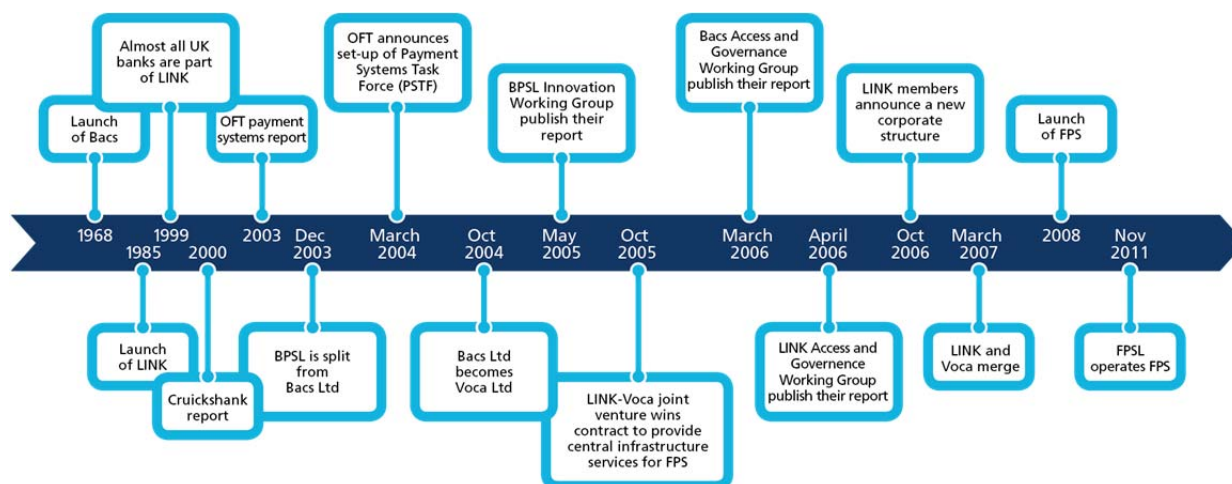 Almost all UK
banks are part
of LINK
Launch
of Bacs
OFT payment
systems report
OFT announces
set-up of Payment
Systems Task
Force (PSTF)
BPSL Innovation
Working Group
publish their
report
Bacs Access and
Governance
Working Group
publish their report
LINK members
announce a new
corporate
structure
Launch
of FPS
1968
1985
1999
2000
2003
Dec
2003
March
2004
Oct
2004
May
2005
Oct
2005
March
2006
April
2006
Oct
2006
March
2007
2008
Nov
2011
Launch
of LINK
Cruickshank
report
BPSL is split
from
Bacs Ltd
Bacs Ltd
becomes
Voca Ltd
LINK-Voca joint
venture wins
contract to provide
central infrastructure
services for FPS
LINK Access and
Governence
Working Group
publish their report
LINK and
Voca merge
FPSL
operates FPS